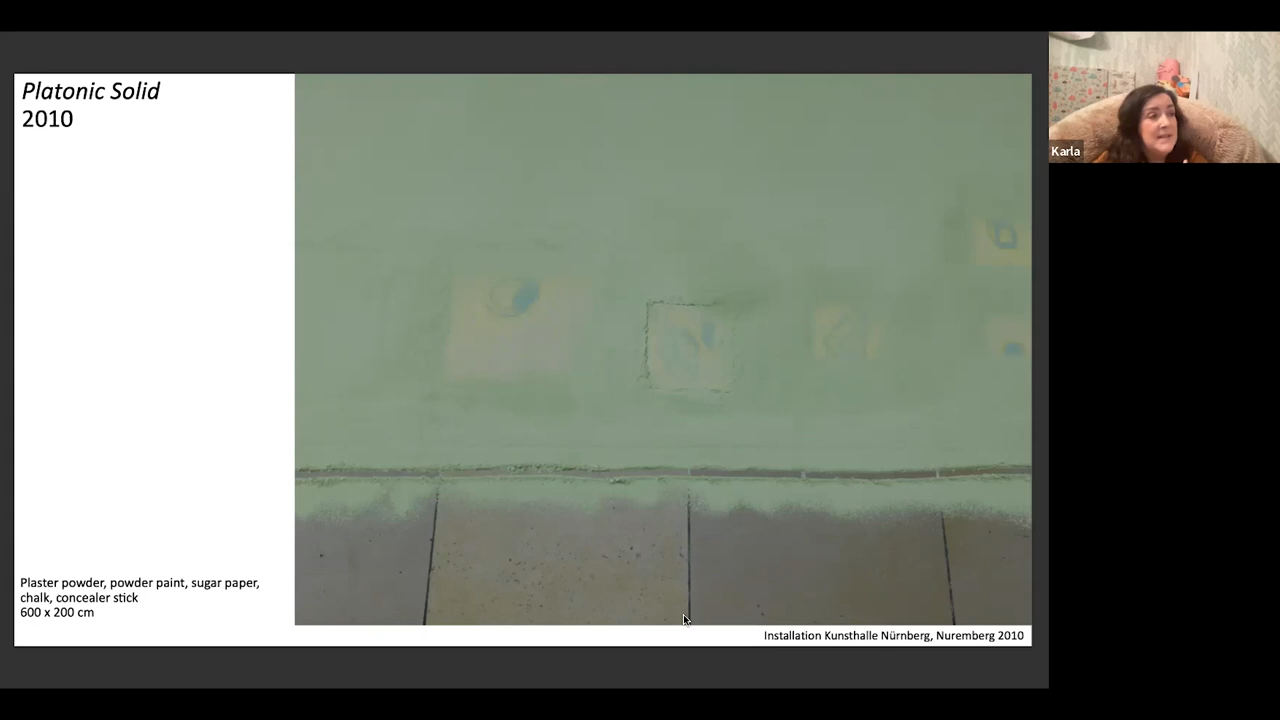 Platonic Solid
2010
Karla
Plaster powder, powder paint, sugar paper,
chalk, concealer stick
600 x 200 cm
Installation Kunsthalle Nürnberg, Nuremberg 2010